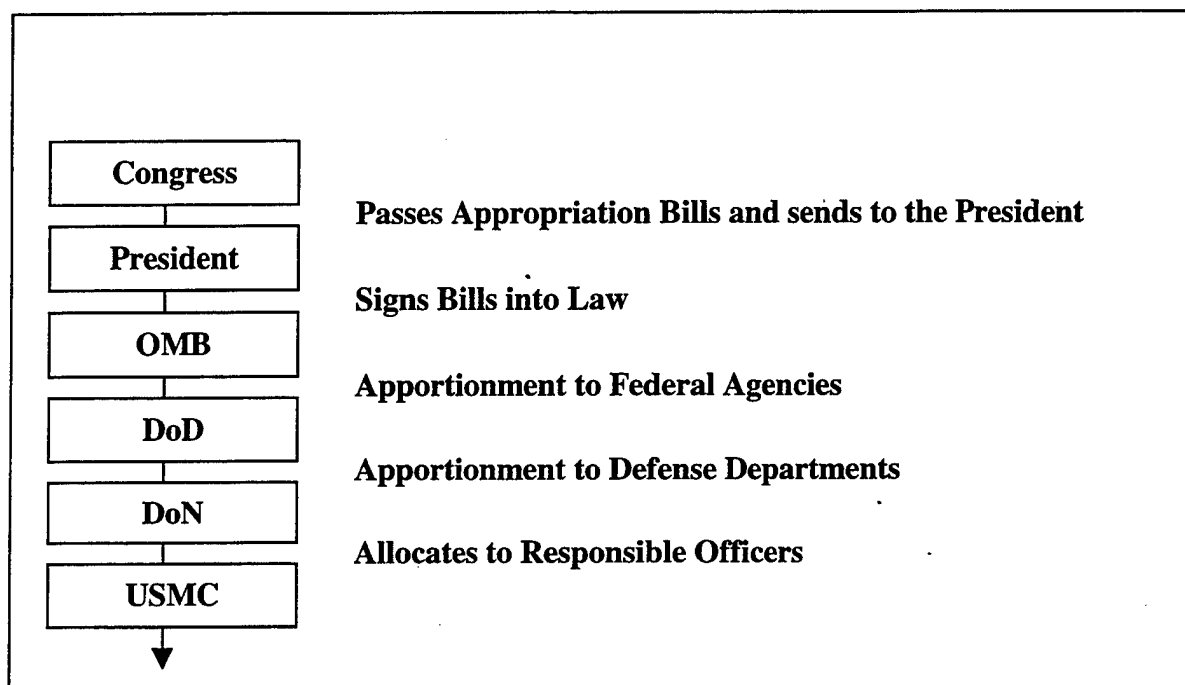 Congress
Passes Appropriation Bills and sends to the President
President
Signs Bills into Law
OMB
Apportionment to Federal Agencies
DoD
Apportionment to Defense Departments
DoN
Allocates to Responsible Officers
USMC